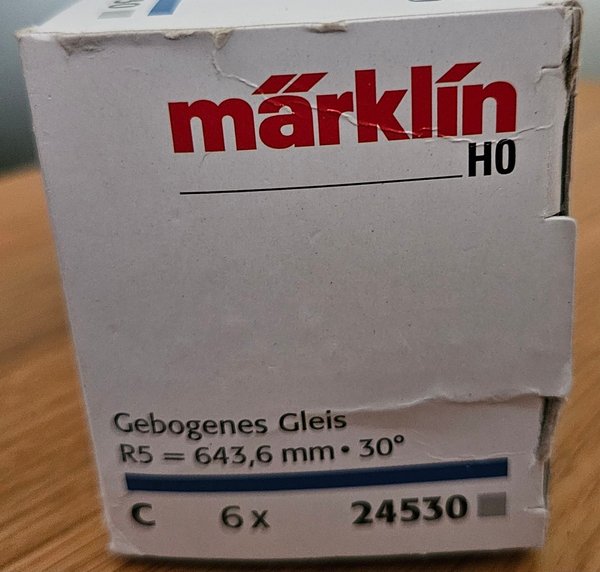 märklin
H0
Gebogenes Gleis
R5 = 643,6 mm • 30°
C 6 x 24530